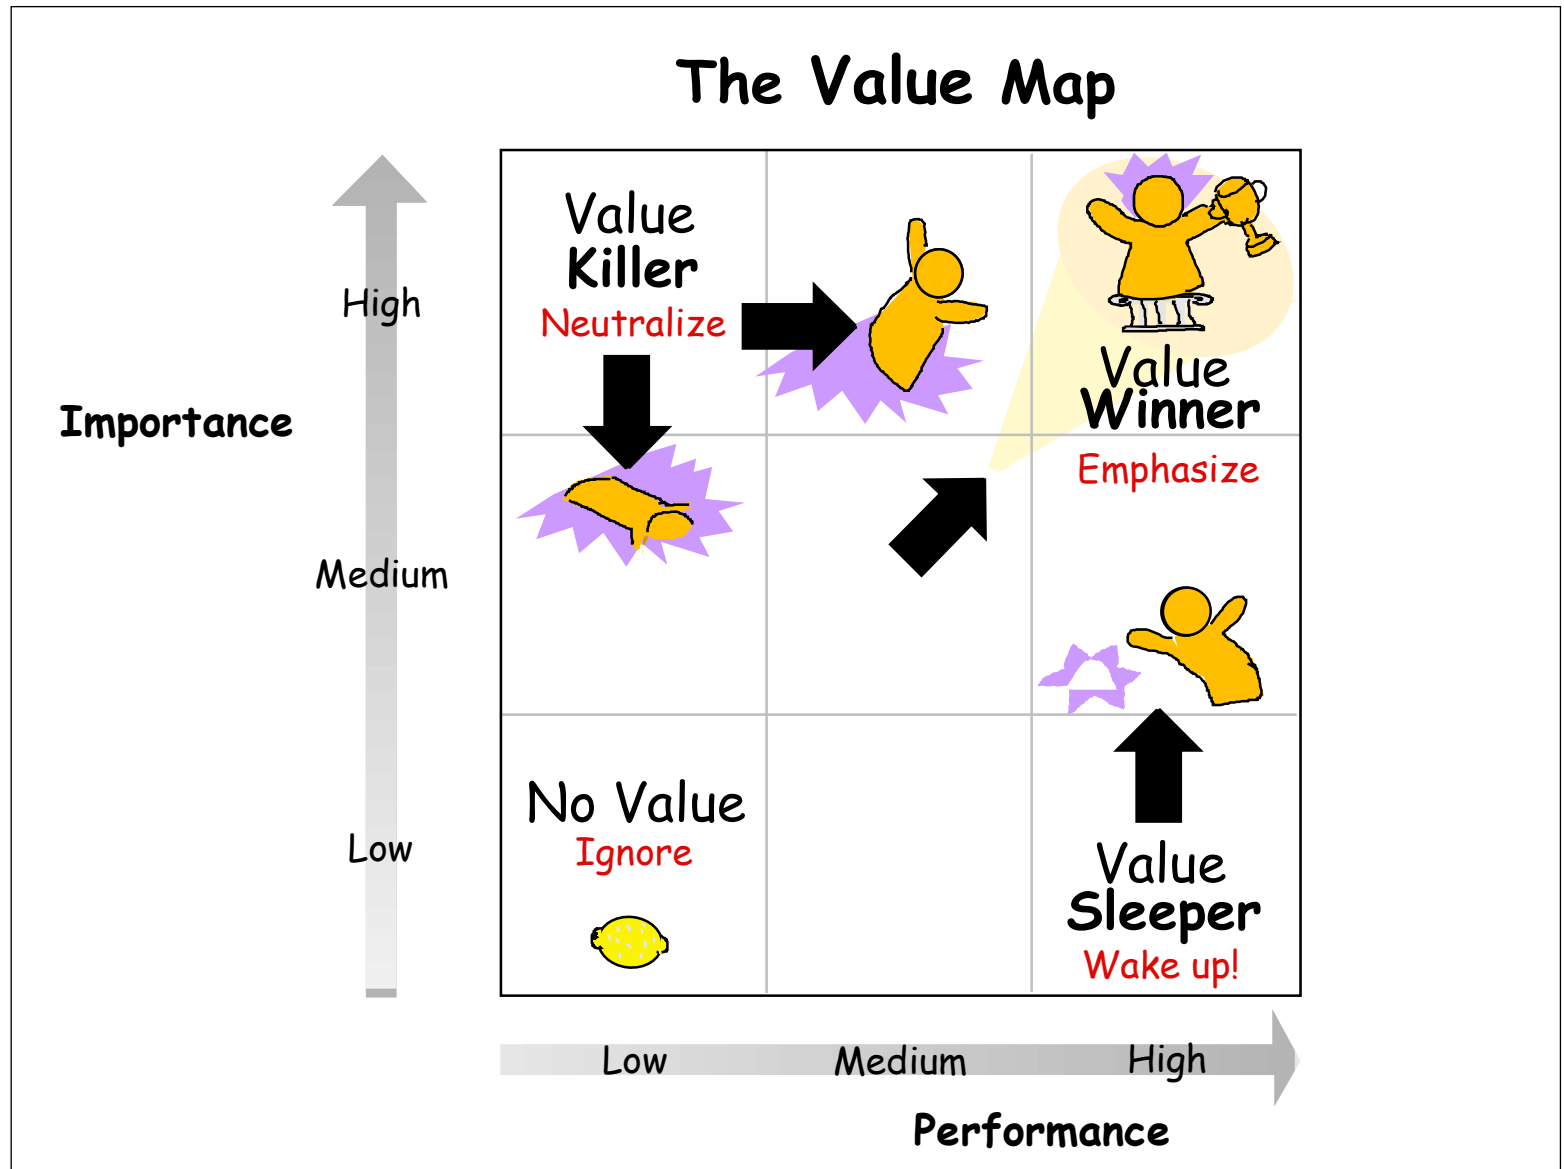 The Value Map
Value
Killer
Neutralize
High
Importance
Value
Winner
Emphasize
Medium
No Value
Ignore
Low
Value
Sleeper
Wake up!
Low
Medium
High
Performance